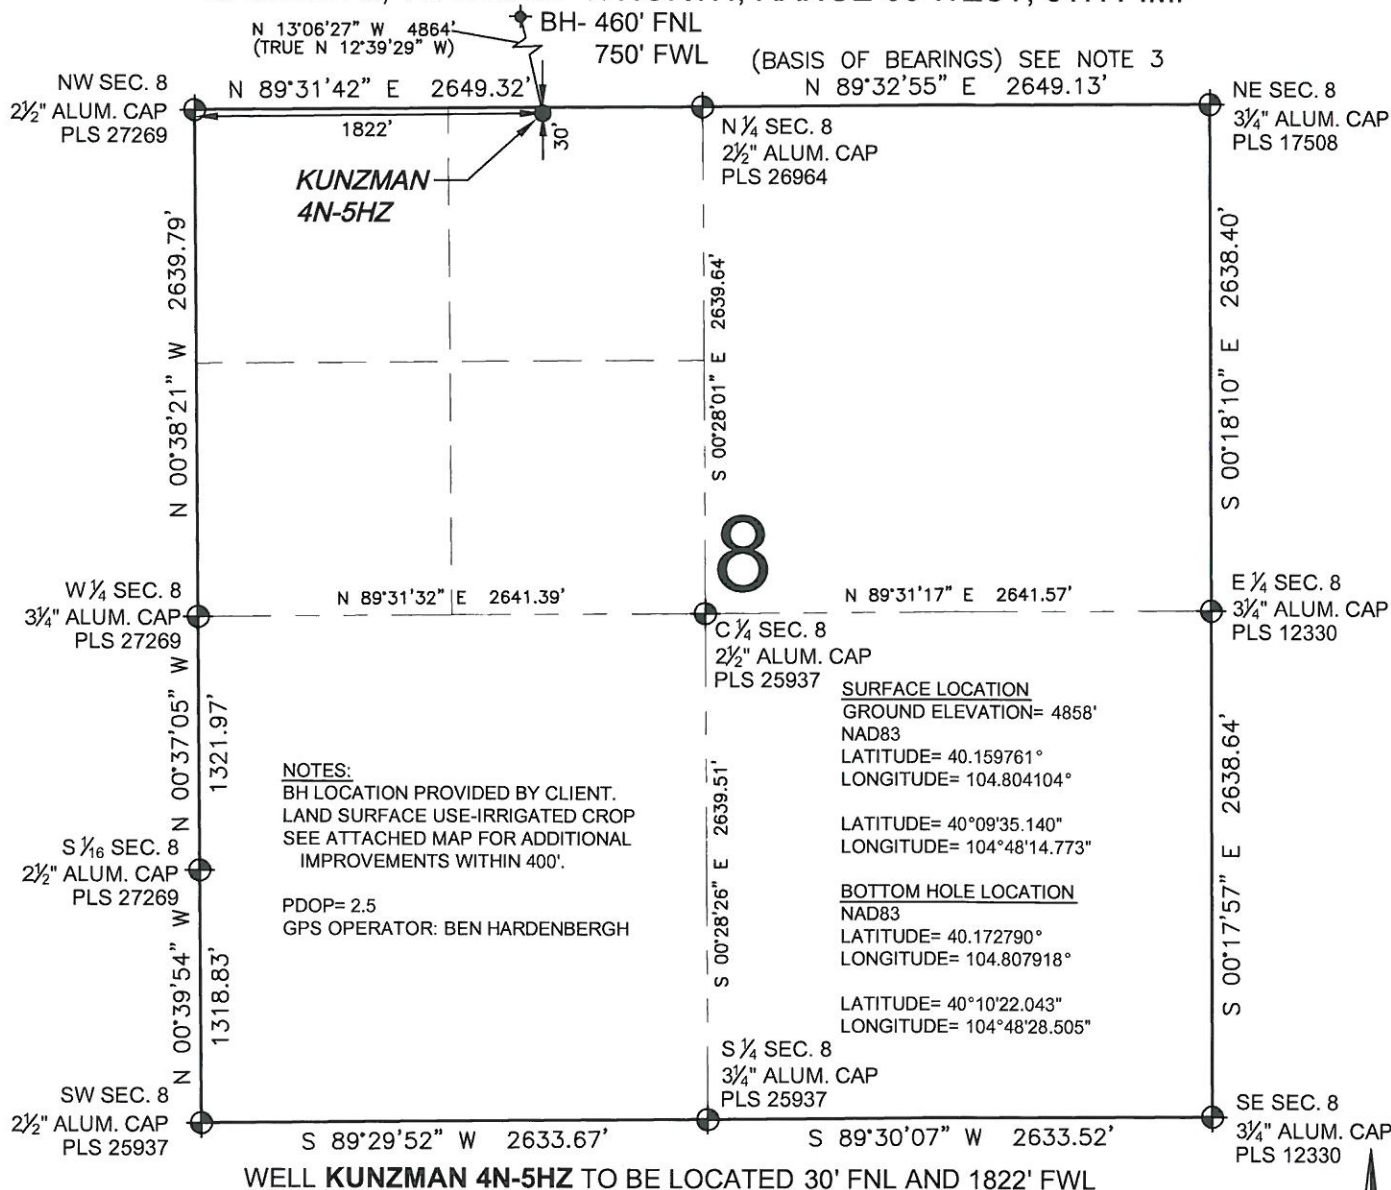 N 13°06'27" W 4864'
(TRUE N 12°39'29" W)
BH- 460' FNL
750' FWL
(BASIS OF BEARINGS) SEE NOTE 3
NW SEC. 8
2½" ALUM. CAP
PLS 27269
N 89°31'42" E 2649.32'
N 89°32'55" E 2649.13'
NE SEC. 8
3¼" ALUM. CAP
PLS 17508
1822'
30'
N ¼ SEC. 8
2½" ALUM. CAP
PLS 26964
KUNZMAN
4N-5HZ
N 00°38'21" W 2639.79'
S 00°28'01" E 2639.64'
S 00°18'10" E 2638.40'
8
W ¼ SEC. 8
3¼" ALUM. CAP
PLS 27269
N 89°31'32" E 2641.39'
N 89°31'17" E 2641.57'
E ¼ SEC. 8
3¼" ALUM. CAP
PLS 12330
C ¼ SEC. 8
2½" ALUM. CAP
PLS 25937
N 00°37'05" W
1321.97'
SURFACE LOCATION
GROUND ELEVATION= 4858'
NAD83
LATITUDE= 40.159761°
LONGITUDE= 104.804104°
LATITUDE= 40°09'35.140"
LONGITUDE= 104°48'14.773"
BOTTOM HOLE LOCATION
NAD83
LATITUDE= 40.172790°
LONGITUDE= 104.807918°
LATITUDE= 40°10'22.043"
LONGITUDE= 104°48'28.505"
NOTES:
BH LOCATION PROVIDED BY CLIENT.
LAND SURFACE USE-IRRIGATED CROP
SEE ATTACHED MAP FOR ADDITIONAL
IMPROVEMENTS WITHIN 400'.
PDOP= 2.5
GPS OPERATOR: BEN HARDENBERGH
S 1/16 SEC. 8
2½" ALUM. CAP
PLS 27269
N 00°39'54" W
1318.83'
S 00°28'26" E 2639.51'
S 00°17'57" E 2638.64'
SW SEC. 8
2½" ALUM. CAP
PLS 25937
S ¼ SEC. 8
3¼" ALUM. CAP
PLS 25937
SE SEC. 8
3¼" ALUM. CAP
PLS 12330
S 89°29'52" W 2633.67'
S 89°30'07" W 2633.52'
WELL KUNZMAN 4N-5HZ TO BE LOCATED 30' FNL AND 1822' FWL